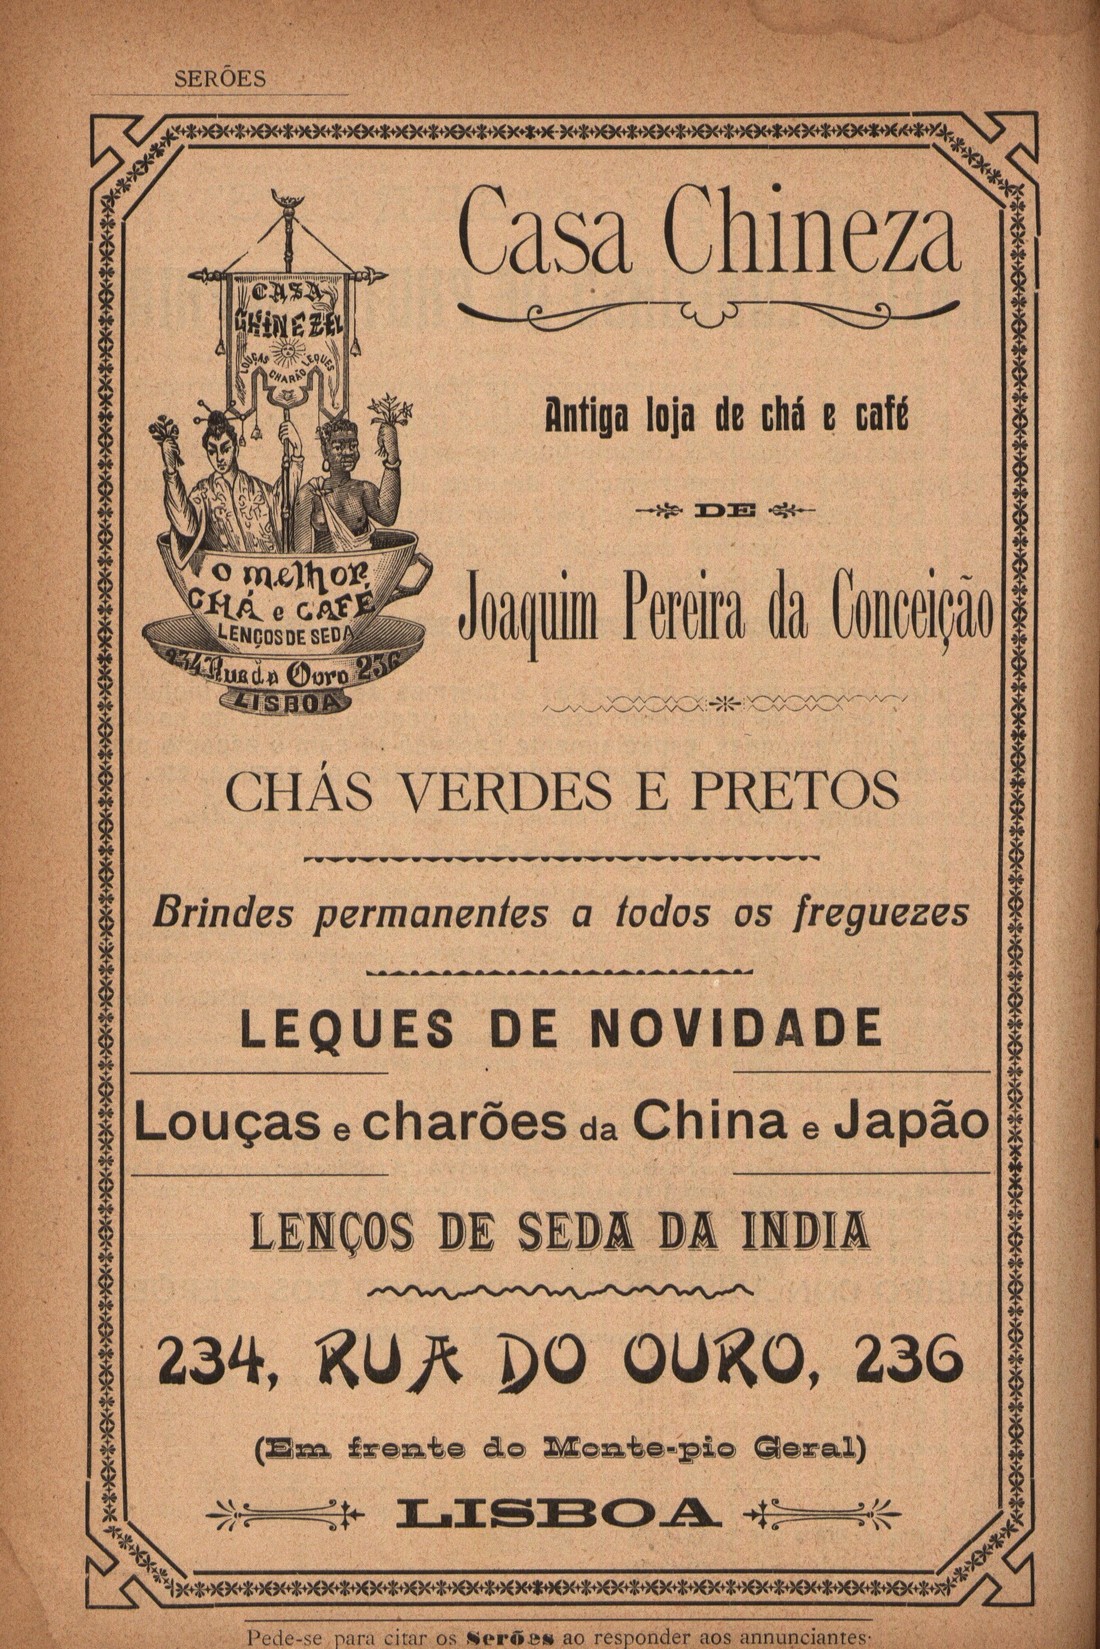 SERÕES
Casa Chineza
CASA
CHINEZA
LOUÇAS CHARÃO LEQUES
o melhor
CHÁ e CAFÉ
LENÇOS DE SEDA
234 Rua do Ouro 236
LISBOA
Antiga loja de chá e café
DE
Joaquim Pereira da Conceição
CHÁS VERDES E PRETOS
Brindes permanentes a todos os freguezes
LEQUES DE NOVIDADE
Louças e charões da China e Japão
LENÇOS DE SEDA DA INDIA
234, RUA DO OURO, 236
(Em frente do Monte-pio Geral)
LISBOA
Pede-se para citar os Serões ao responder aos annunciantes.